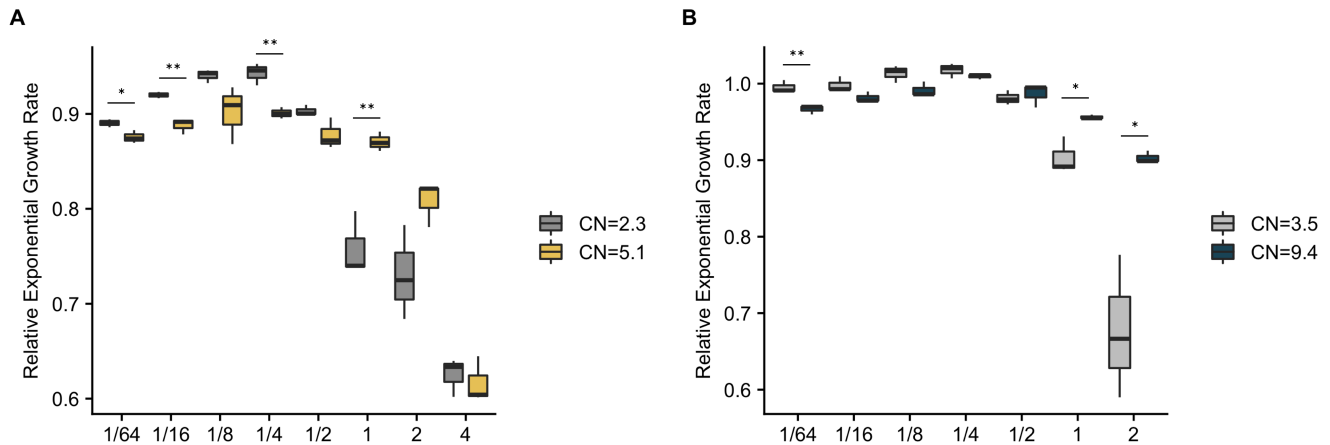 A
Relative Exponential Growth Rate
0.9
0.8
0.7
0.6
*
**
**
**
1/64 1/16 1/8 1/4 1/2 1 2 4
CN=2.3
CN=5.1
B
Relative Exponential Growth Rate
1.0
0.9
0.8
0.7
0.6
**
*
*
1/64 1/16 1/8 1/4 1/2 1 2
CN=3.5
CN=9.4